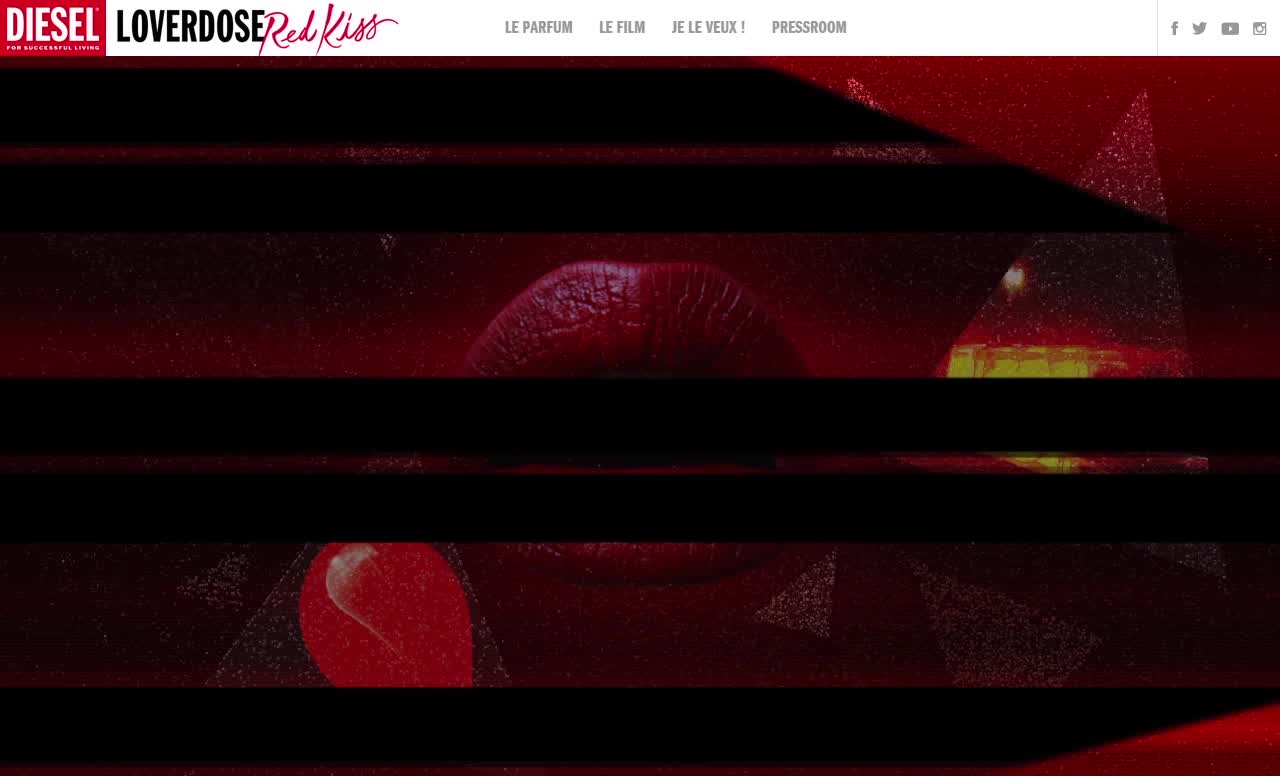 DIESEL
FOR SUCCESSFUL LIVING
LOVERDOSE Red Kiss
LE PARFUM
LE FILM
JE LE VEUX !
PRESSROOM